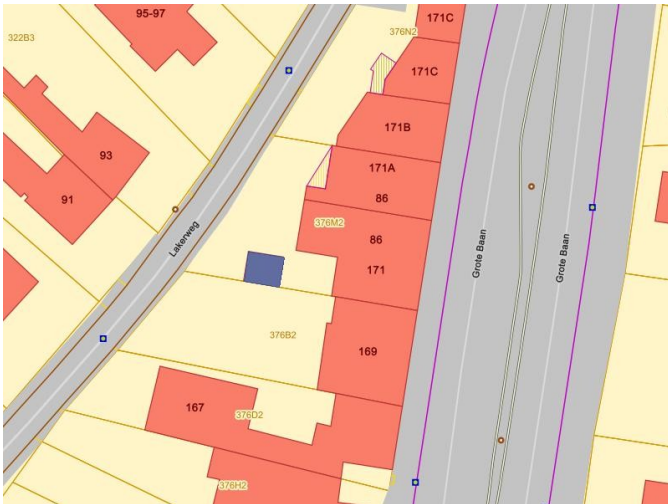 95-97
171C
376N2
322B3
171C
171B
93
171A
91
86
376M2
86
Lakerweg
Grote Baan
Grote Baan
171
376B2
169
167
376D2
376H2